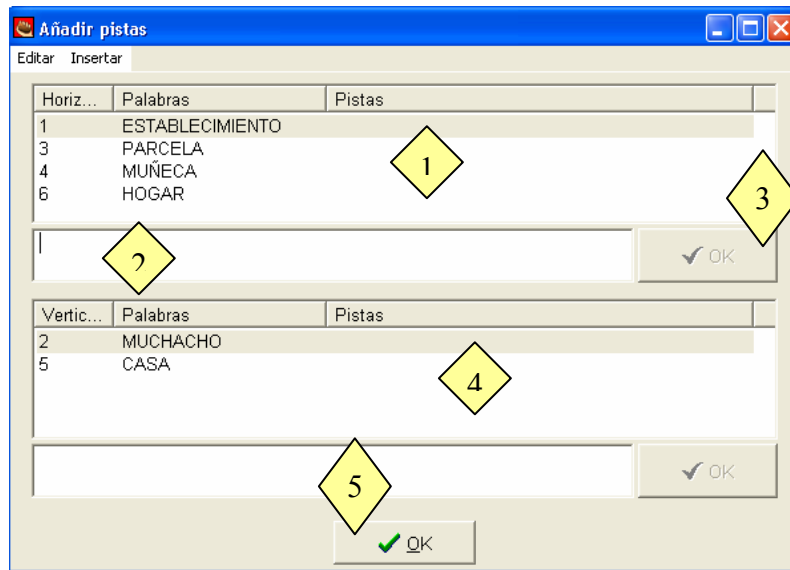 Añadir pistas
Editar Insertar
Horiz... Palabras Pistas
1 ESTABLECIMIENTO
3 PARCELA
4 MUÑECA
6 HOGAR
1
3
2
OK
Vertic... Palabras Pistas
2 MUCHACHO
5 CASA
4
5
OK
OK